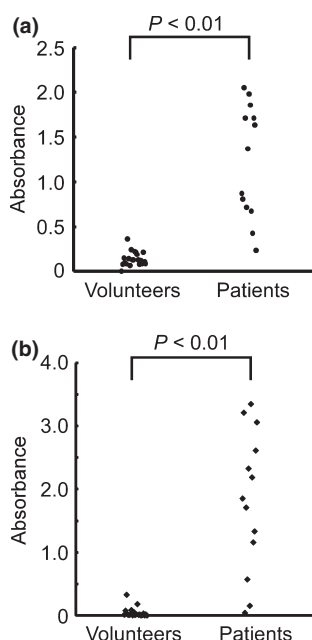 (a)
P < 0.01
2.5
2.0
1.5
1.0
0.5
0
Absorbance
Volunteers Patients
(b)
P < 0.01
4.0
3.0
2.0
1.0
0
Absorbance
Volunteers Patients